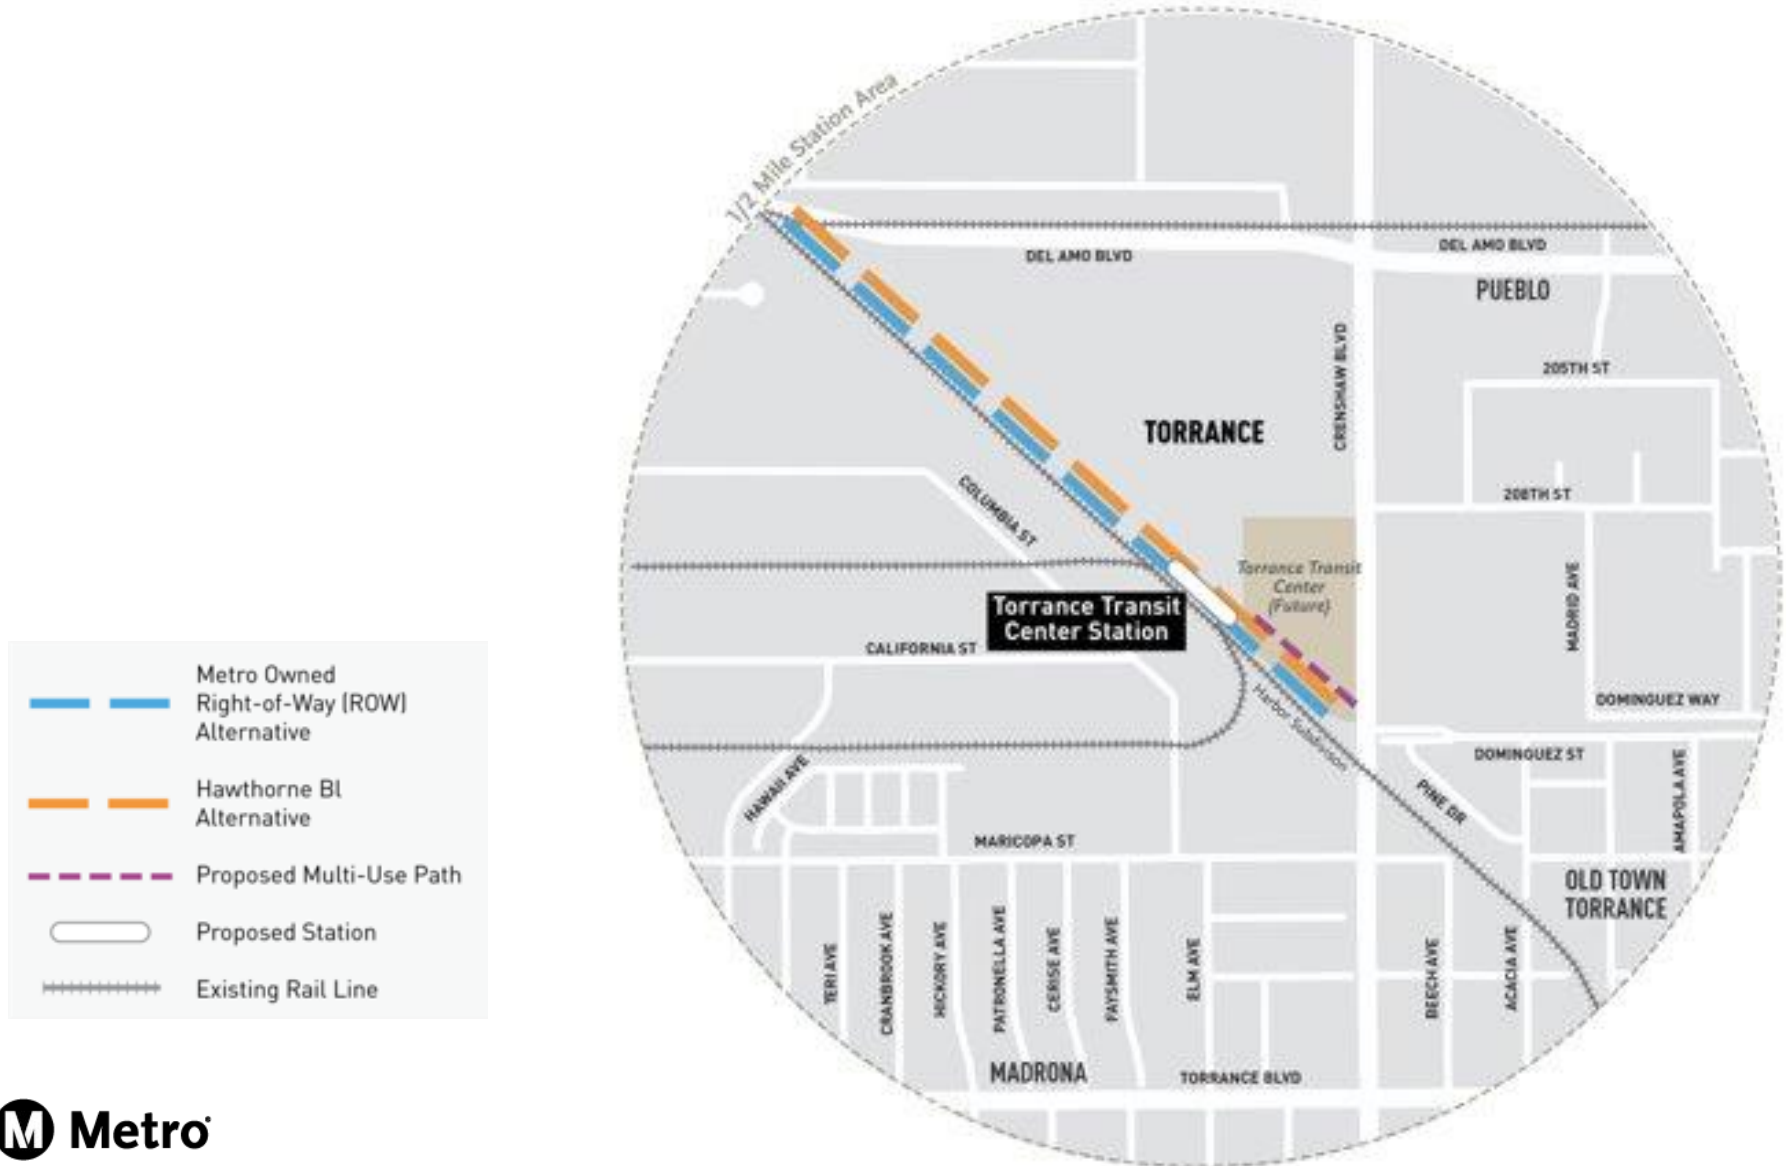 1/2 Mile Station Area
DEL AMO BLVD
DEL AMO BLVD
PUEBLO
CRENSHAW BLVD
205TH ST
TORRANCE
208TH ST
COLUMBIA ST
Torrance Transit
Center
(Future)
MADRID AVE
Torrance Transit
Center Station
CALIFORNIA ST
Harbor Subdivision
DOMINGUEZ WAY
DOMINGUEZ ST
AMAPOLA AVE
PINE DR
HAWAII AVE
MARICOPA ST
OLD TOWN
TORRANCE
TERI AVE
CRANBROOK AVE
HICKORY AVE
PATRONELLA AVE
CERISE AVE
FAYSMITH AVE
ELM AVE
BEECH AVE
ACACIA AVE
MADRONA
TORRANCE BLVD
Metro Owned
Right-of-Way (ROW)
Alternative
Hawthorne Bl
Alternative
Proposed Multi-Use Path
Proposed Station
Existing Rail Line
M Metro